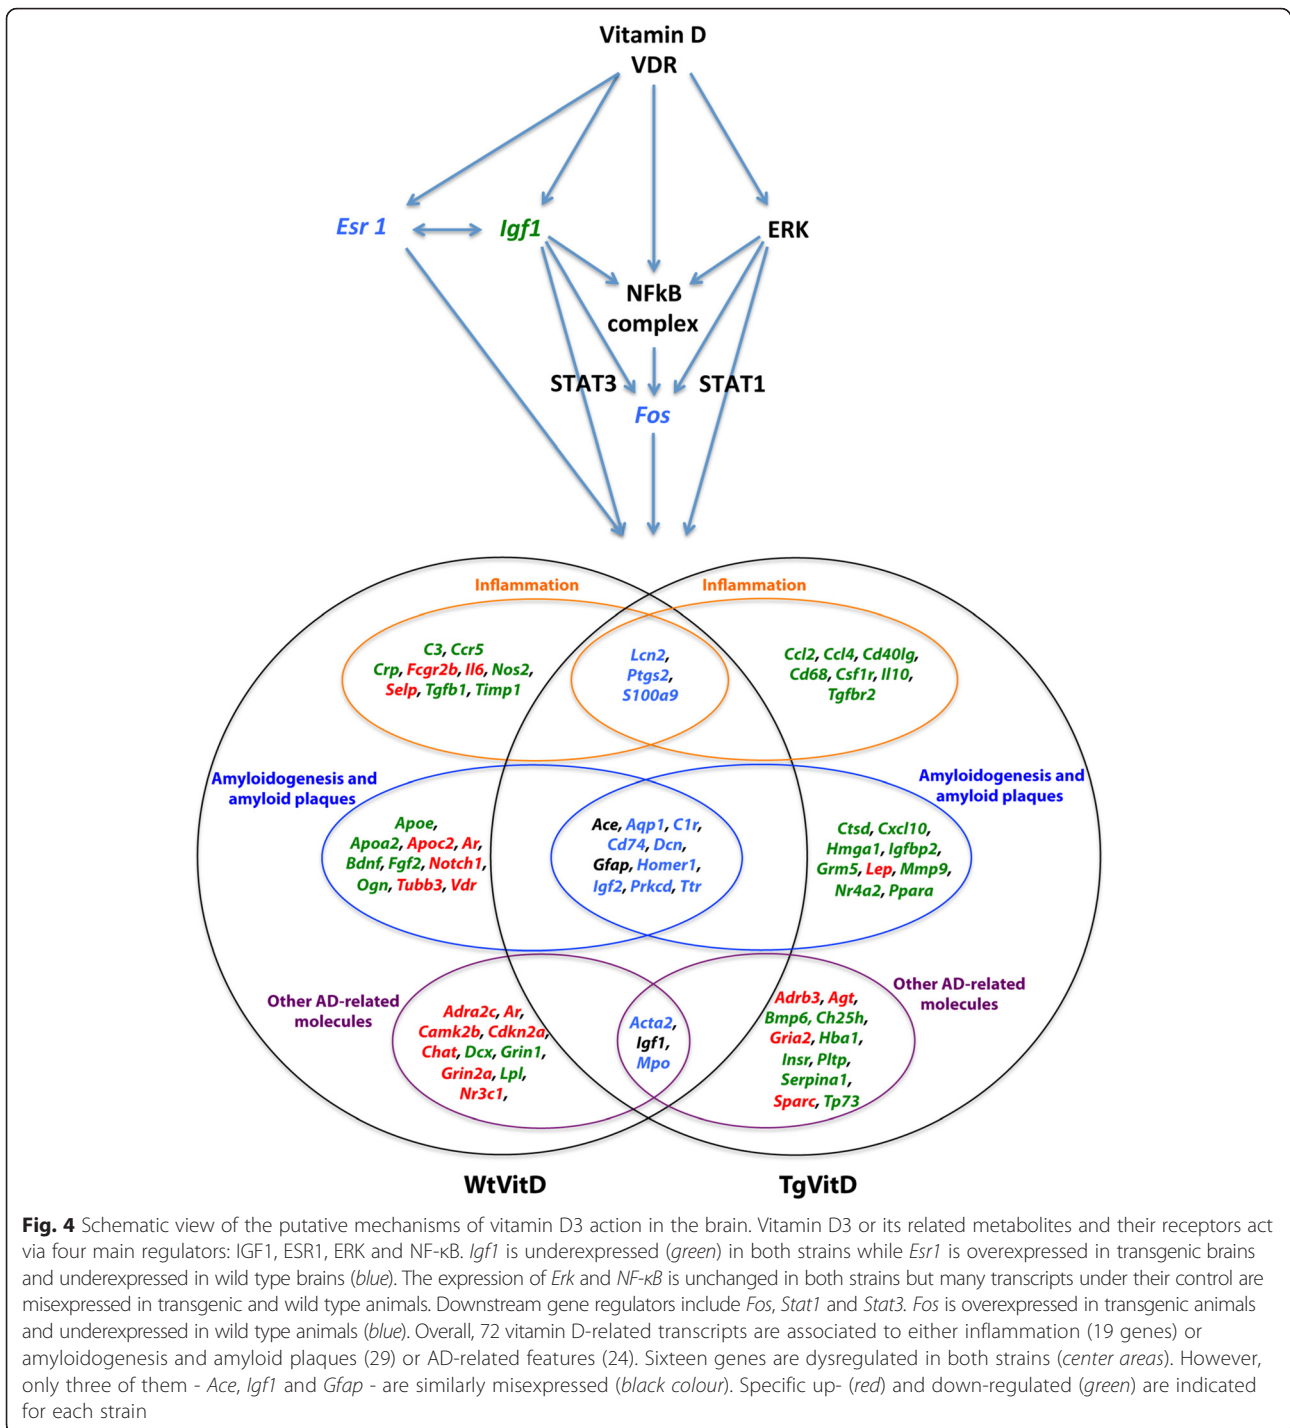 Vitamin D
VDR
Esr 1
Igf1
ERK
NFkB
complex
STAT3
STAT1
Fos
Inflammation
Inflammation
C3, Ccr5
Crp, Fcgr2b, Il6, Nos2,
Selp, Tgfb1, Timp1
Lcn2,
Ptgs2,
S100a9
Ccl2, Ccl4, Cd40lg,
Cd68, Csf1r, Il10,
Tgfbr2
Amyloidogenesis and
amyloid plaques
Amyloidogenesis and
amyloid plaques
Apoe,
Apoa2, Apoc2, Ar,
Bdnf, Fgf2, Notch1,
Ogn, Tubb3, Vdr
Ace, Aqp1, C1r,
Cd74, Dcn,
Gfap, Homer1,
Igf2, Prkcd, Ttr
Ctsd, Cxcl10,
Hmga1, Igfbp2,
Grm5, Lep, Mmp9,
Nr4a2, Ppara
Other AD-related
molecules
Other AD-related
molecules
Adra2c, Ar,
Camk2b, Cdkn2a,
Chat, Dcx, Grin1,
Grin2a, Lpl,
Nr3c1,
Acta2,
Igf1,
Mpo
Adrb3, Agt,
Bmp6, Ch25h,
Gria2, Hba1,
Insr, Pltp,
Serpina1,
Sparc, Tp73
WtVitD
TgVitD
Fig. 4 Schematic view of the putative mechanisms of vitamin D3 action in the brain. Vitamin D3 or its related metabolites and their receptors act
via four main regulators: IGF1, ESR1, ERK and NF-κB. Igf1 is underexpressed (green) in both strains while Esr1 is overexpressed in transgenic brains
and underexpressed in wild type brains (blue). The expression of Erk and NF-κB is unchanged in both strains but many transcripts under their control are
misexpressed in transgenic and wild type animals. Downstream gene regulators include Fos, Stat1 and Stat3. Fos is overexpressed in transgenic animals
and underexpressed in wild type animals (blue). Overall, 72 vitamin D-related transcripts are associated to either inflammation (19 genes) or
amyloidogenesis and amyloid plaques (29) or AD-related features (24). Sixteen genes are dysregulated in both strains (center areas). However,
only three of them - Ace, Igf1 and Gfap - are similarly misexpressed (black colour). Specific up- (red) and down-regulated (green) are indicated
for each strain